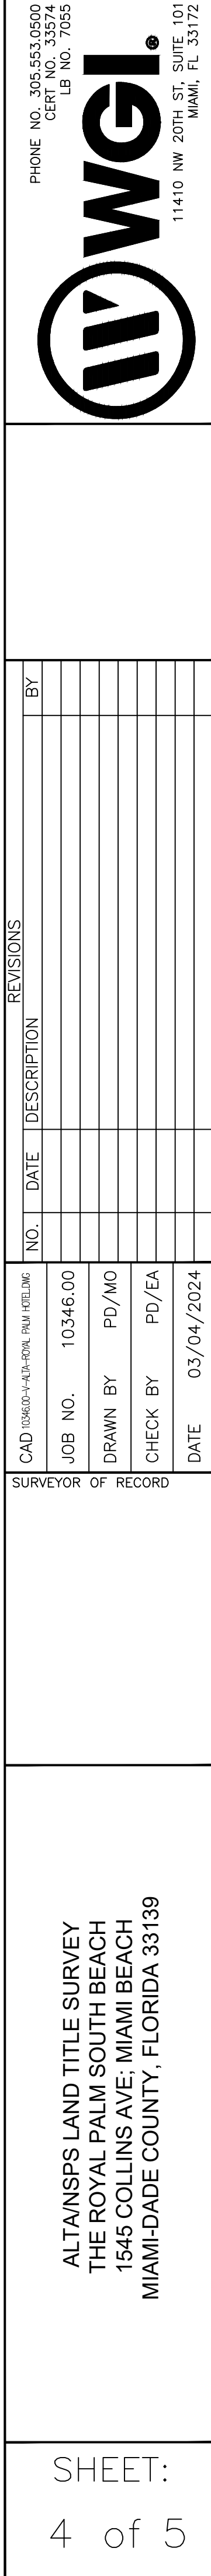 PHONE NO. 305.553.0500
CERT NO. 33574
LB NO. 7055
W WGI.®
11410 NW 20TH ST, SUITE 101
MIAMI, FL 33172
REVISIONS
NO. DATE DESCRIPTION BY
CAD 10346.00-V-ALTA-ROYAL PALM HOTEL.DWG
JOB NO. 10346.00
DRAWN BY PD/MO
CHECK BY PD/EA
DATE 03/04/2024
SURVEYOR OF RECORD
ALTA/NSPS LAND TITLE SURVEY
THE ROYAL PALM SOUTH BEACH
1545 COLLINS AVE; MIAMI BEACH
MIAMI-DADE COUNTY, FLORIDA 33139
SHEET:
4 of 5